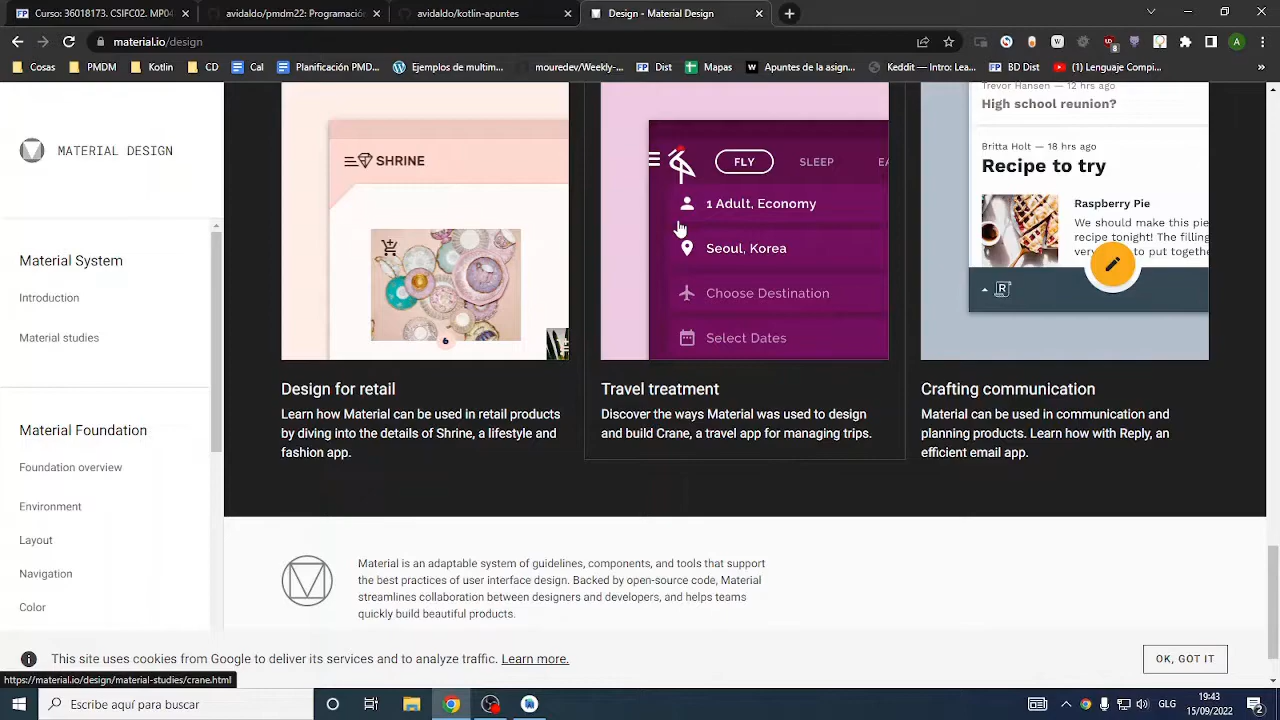 Curso: 36018173. CSIFC02. MP04
avidaldo/pmdm22: Programación
avidaldo/kotlin-apuntes
Design - Material Design
material.io/design
8
A
Cosas
PMDM
Kotlin
CD
Cal
Planificación PMD...
Ejemplos de multim...
mouredev/Weekly-...
Dist
Mapas
Apuntes de la asign...
Keddit — Intro: Lea...
BD Dist
(1) Lenguaje Compi...
»
MATERIAL DESIGN
Material System
Introduction
Material studies
Material Foundation
Foundation overview
Environment
Layout
Navigation
Color
SHRINE
6
FLY
SLEEP
EA
1 Adult, Economy
Seoul, Korea
Choose Destination
Select Dates
Trevor Hansen — 12 hrs ago
High school reunion?
Britta Holt — 18 hrs ago
Recipe to try
Raspberry Pie
We should make this pie
recipe tonight! The filling
very to put togethe
R
Design for retail
Learn how Material can be used in retail products
by diving into the details of Shrine, a lifestyle and
fashion app.
Travel treatment
Discover the ways Material was used to design
and build Crane, a travel app for managing trips.
Crafting communication
Material can be used in communication and
planning products. Learn how with Reply, an
efficient email app.
Material is an adaptable system of guidelines, components, and tools that support
the best practices of user interface design. Backed by open-source code, Material
streamlines collaboration between designers and developers, and helps teams
quickly build beautiful products.
This site uses cookies from Google to deliver its services and to analyze traffic. Learn more.
OK, GOT IT
https://material.io/design/material-studies/crane.html
Escribe aquí para buscar
GLG
19:43
15/09/2022